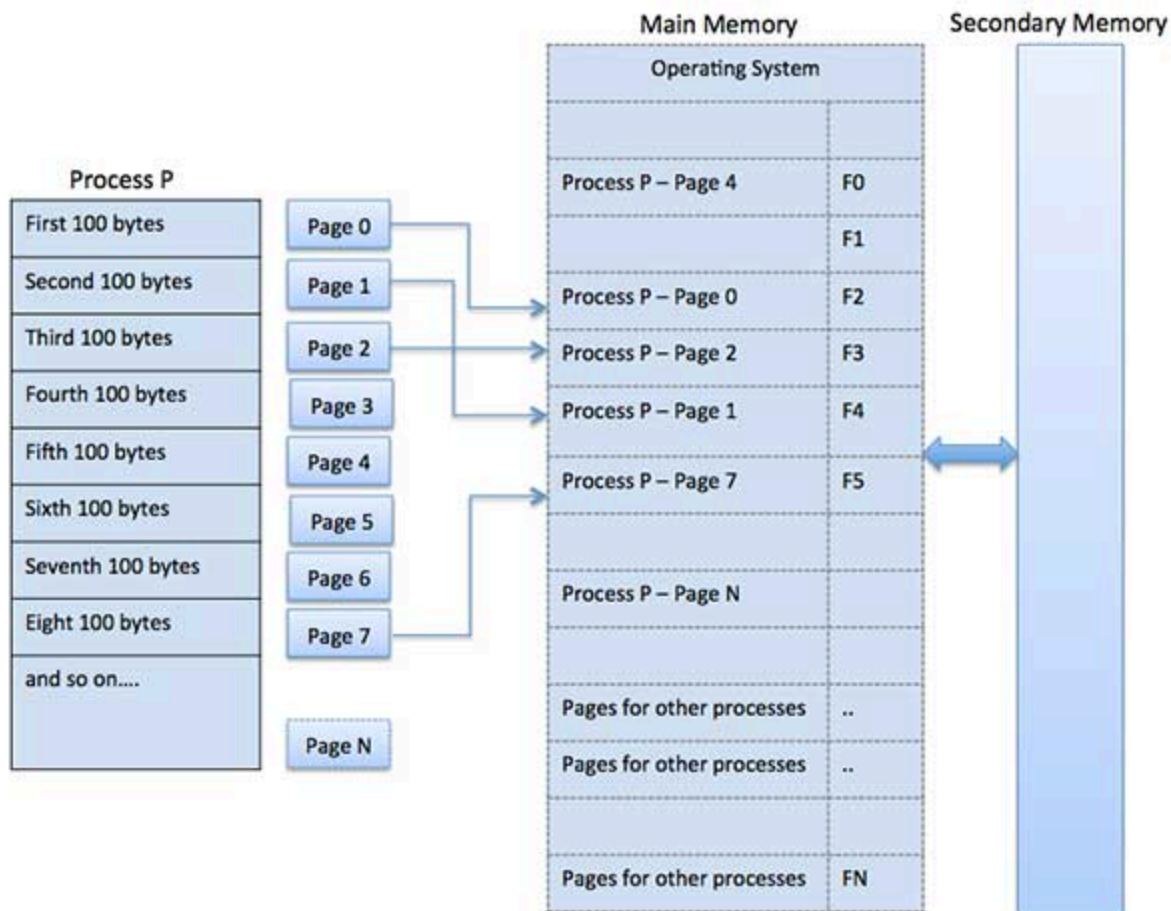 Main Memory
Secondary Memory
Operating System
Process P
First 100 bytes
Second 100 bytes
Third 100 bytes
Fourth 100 bytes
Fifth 100 bytes
Sixth 100 bytes
Seventh 100 bytes
Eight 100 bytes
and so on....
Page 0
Page 1
Page 2
Page 3
Page 4
Page 5
Page 6
Page 7
Page N
Process P – Page 4 F0
F1
Process P – Page 0 F2
Process P – Page 2 F3
Process P – Page 1 F4
Process P – Page 7 F5
Process P – Page N
Pages for other processes ..
Pages for other processes ..
Pages for other processes FN